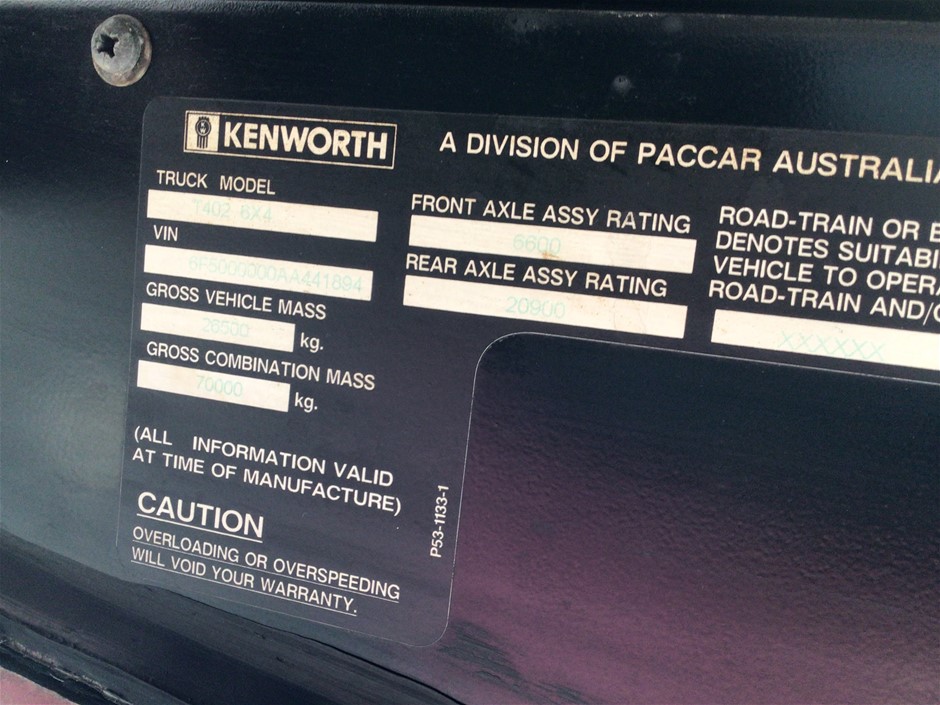 KENWORTH
A DIVISION OF PACCAR AUSTRALIA
TRUCK MODEL
T402 6X4
VIN
6F5000000AA441894
GROSS VEHICLE MASS
26500 kg.
GROSS COMBINATION MASS
70000 kg.
(ALL INFORMATION VALID
AT TIME OF MANUFACTURE)
CAUTION
OVERLOADING OR OVERSPEEDING
WILL VOID YOUR WARRANTY.
P53-1133-1
FRONT AXLE ASSY RATING
6600
REAR AXLE ASSY RATING
20900
ROAD-TRAIN OR
DENOTES SUITABI
VEHICLE TO OPERA
ROAD-TRAIN AND/
XXXXXX